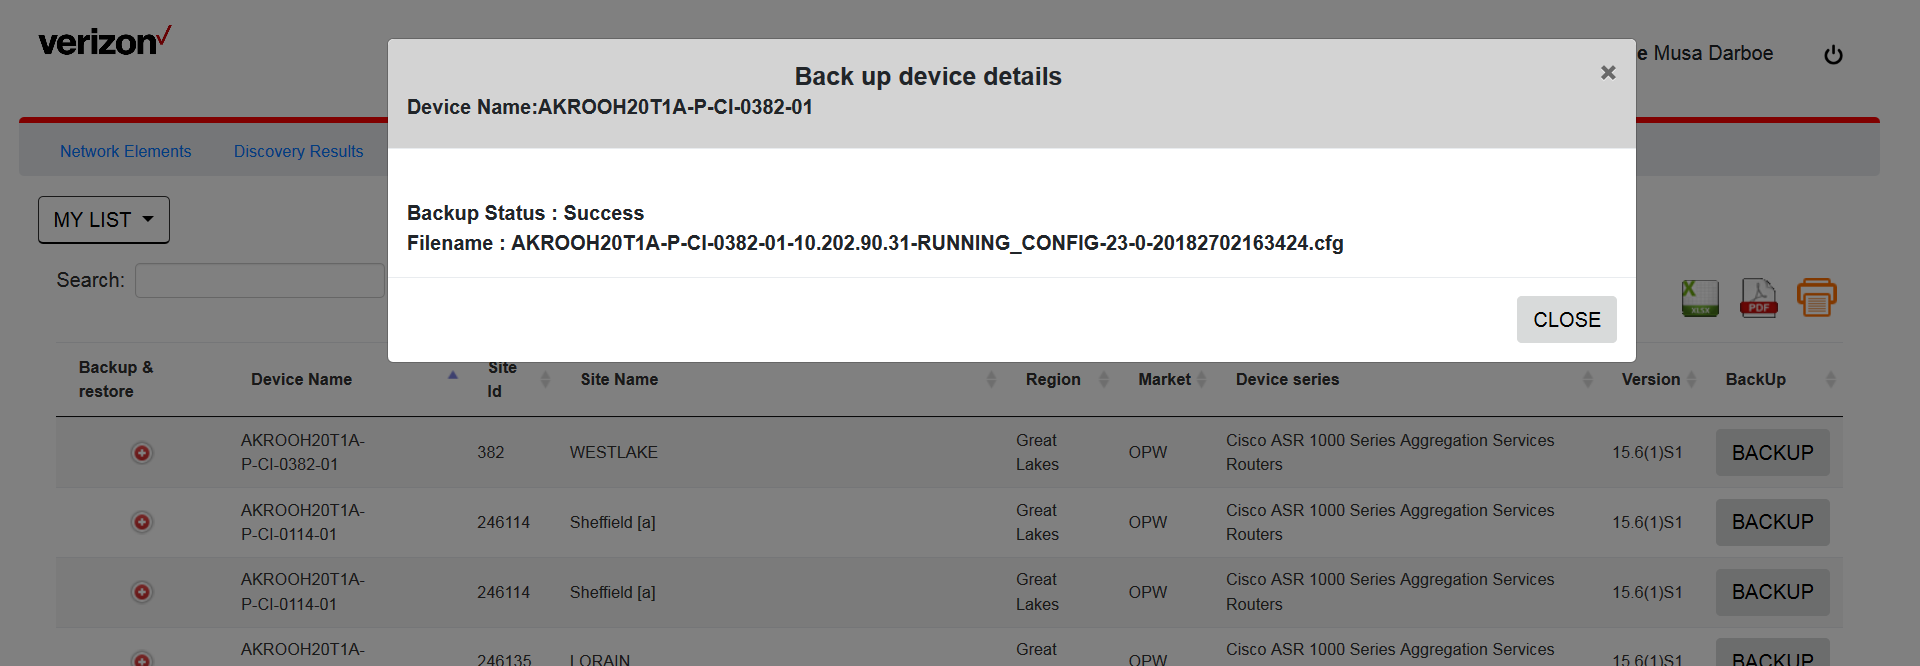 verizon✓
e Musa Darboe
Back up device details
×
Device Name:AKROOH20T1A-P-CI-0382-01
Network Elements
Discovery Results
MY LIST
Backup Status : Success
Filename : AKROOH20T1A-P-CI-0382-01-10.202.90.31-RUNNING_CONFIG-23-0-20182702163424.cfg
Search:
XLSX
PDF
CLOSE
Backup &
restore
Device Name
Site
Id
Site Name
Region
Market
Device series
Version
BackUp
AKROOH20T1A-
P-CI-0382-01
382
WESTLAKE
Great
Lakes
OPW
Cisco ASR 1000 Series Aggregation Services
Routers
15.6(1)S1
BACKUP
AKROOH20T1A-
P-CI-0114-01
246114
Sheffield [a]
Great
Lakes
OPW
Cisco ASR 1000 Series Aggregation Services
Routers
15.6(1)S1
BACKUP
AKROOH20T1A-
P-CI-0114-01
246114
Sheffield [a]
Great
Lakes
OPW
Cisco ASR 1000 Series Aggregation Services
Routers
15.6(1)S1
BACKUP
AKROOH20T1A-
246135
LORAIN
Great
OPW
Cisco ASR 1000 Series Aggregation Services
15.6(1)S1
BACKUP